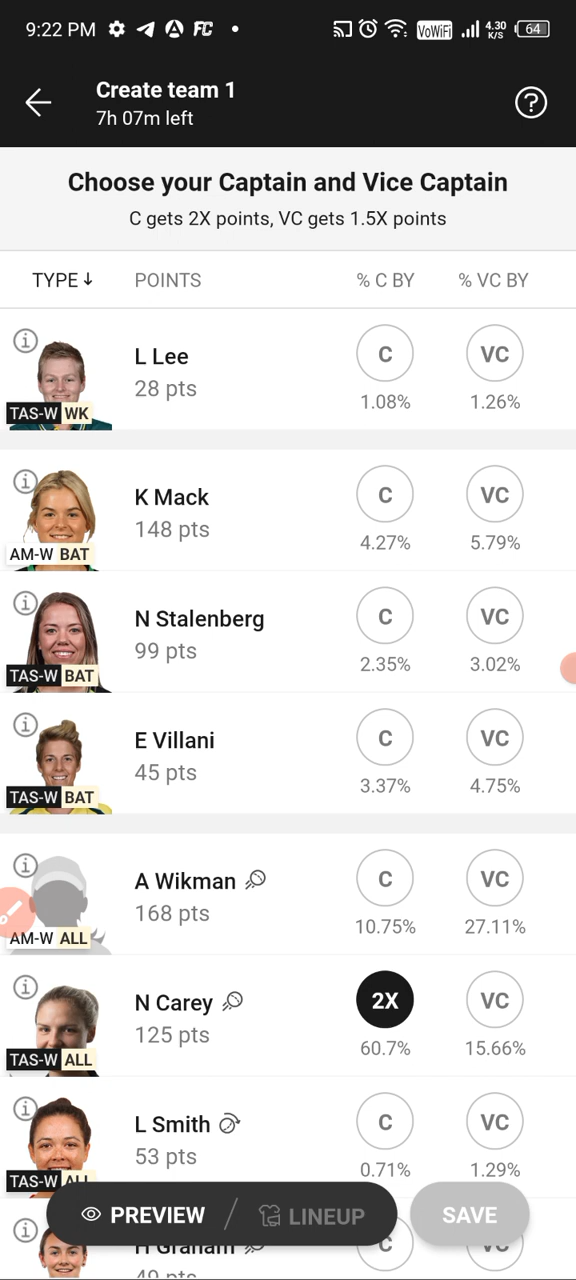 9:22 PM FC VoWiFi 4.30 K/S 64
Create team 1
7h 07m left
?
Choose your Captain and Vice Captain
C gets 2X points, VC gets 1.5X points
TYPE↓ POINTS % C BY % VC BY
L Lee
28 pts
C VC
1.08% 1.26%
TAS-W WK
K Mack
148 pts
C VC
4.27% 5.79%
AM-W BAT
N Stalenberg
99 pts
C VC
2.35% 3.02%
TAS-W BAT
E Villani
45 pts
C VC
3.37% 4.75%
TAS-W BAT
A Wikman
168 pts
C VC
10.75% 27.11%
AM-W ALL
N Carey
125 pts
2X VC
60.7% 15.66%
TAS-W ALL
L Smith
53 pts
C VC
0.71% 1.29%
TAS-W ALL
PREVIEW / LINEUP SAVE
H Graham
C VC
49 pts